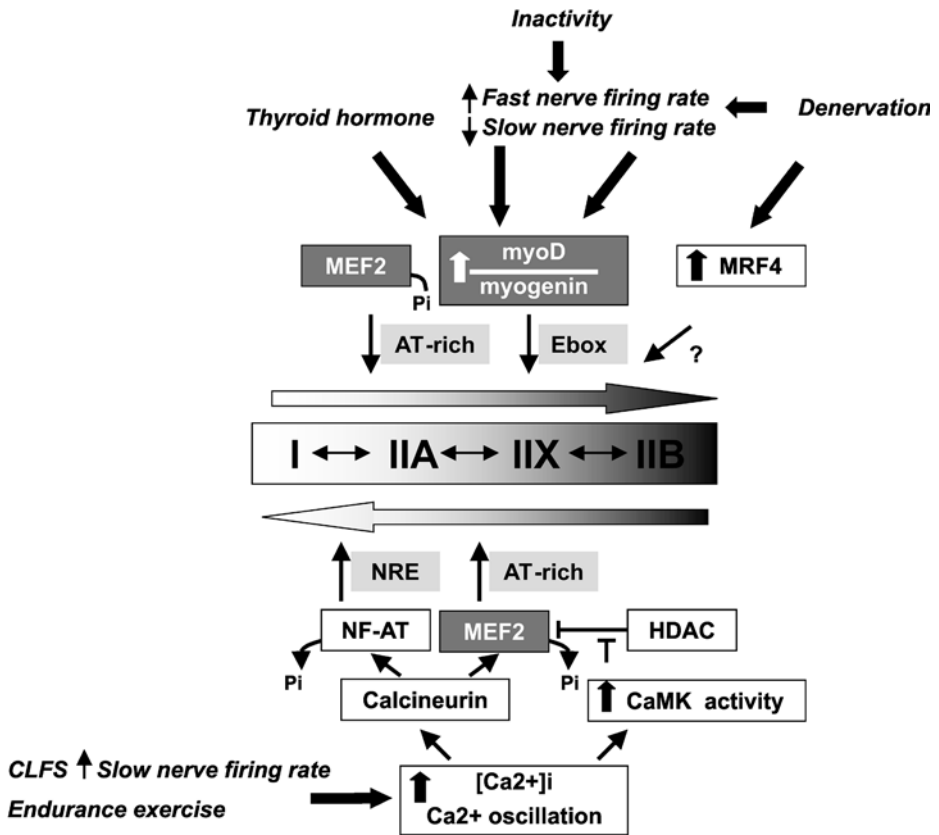 Inactivity
Fast nerve firing rate
Slow nerve firing rate
Thyroid hormone
Denervation
MEF2
Pi
myoD
myogenin
MRF4
AT-rich
Ebox
?
I IIA IIX IIB
NRE
AT-rich
NF-AT
MEF2
HDAC
Pi
Pi
Calcineurin
CaMK activity
CLFS Slow nerve firing rate
Endurance exercise
[Ca2+]i
Ca2+ oscillation